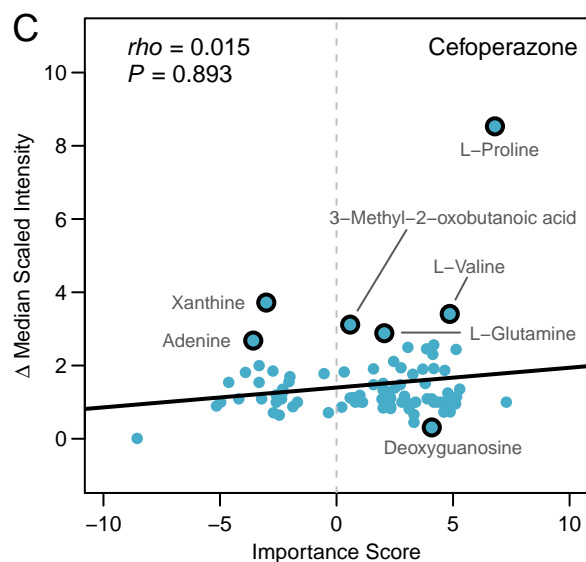 C
rho = 0.015
P = 0.893
Cefoperazone
10
8
6
4
2
0
Δ Median Scaled Intensity
L−Proline
3−Methyl−2−oxobutanoic acid
L−Valine
Xanthine
Adenine
L−Glutamine
Deoxyguanosine
−10
−5
0
5
10
Importance Score